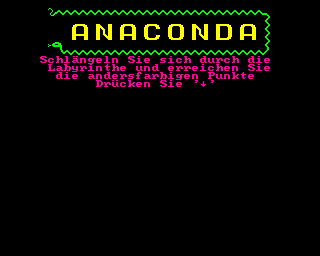 ANACONDA
Schlängeln Sie sich durch die
Labyrinthe und erreichen Sie
die andersfarbigen Punkte
Drücken Sie '↓'